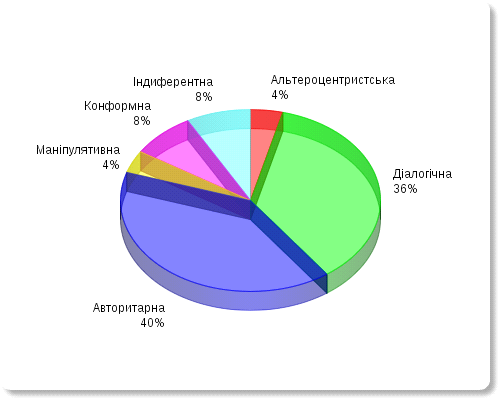 Індиферентна
8%
Альтероцентристська
4%
Конформна
8%
Маніпулятивна
4%
Діалогічна
36%
Авторитарна
40%